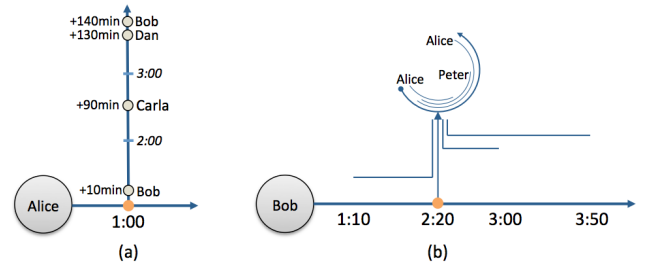 +140min Bob
+130min Dan
3:00
+90min Carla
2:00
+10min Bob
Alice
1:00
(a)
Alice
Alice Peter
Bob
1:10 2:20 3:00 3:50
(b)